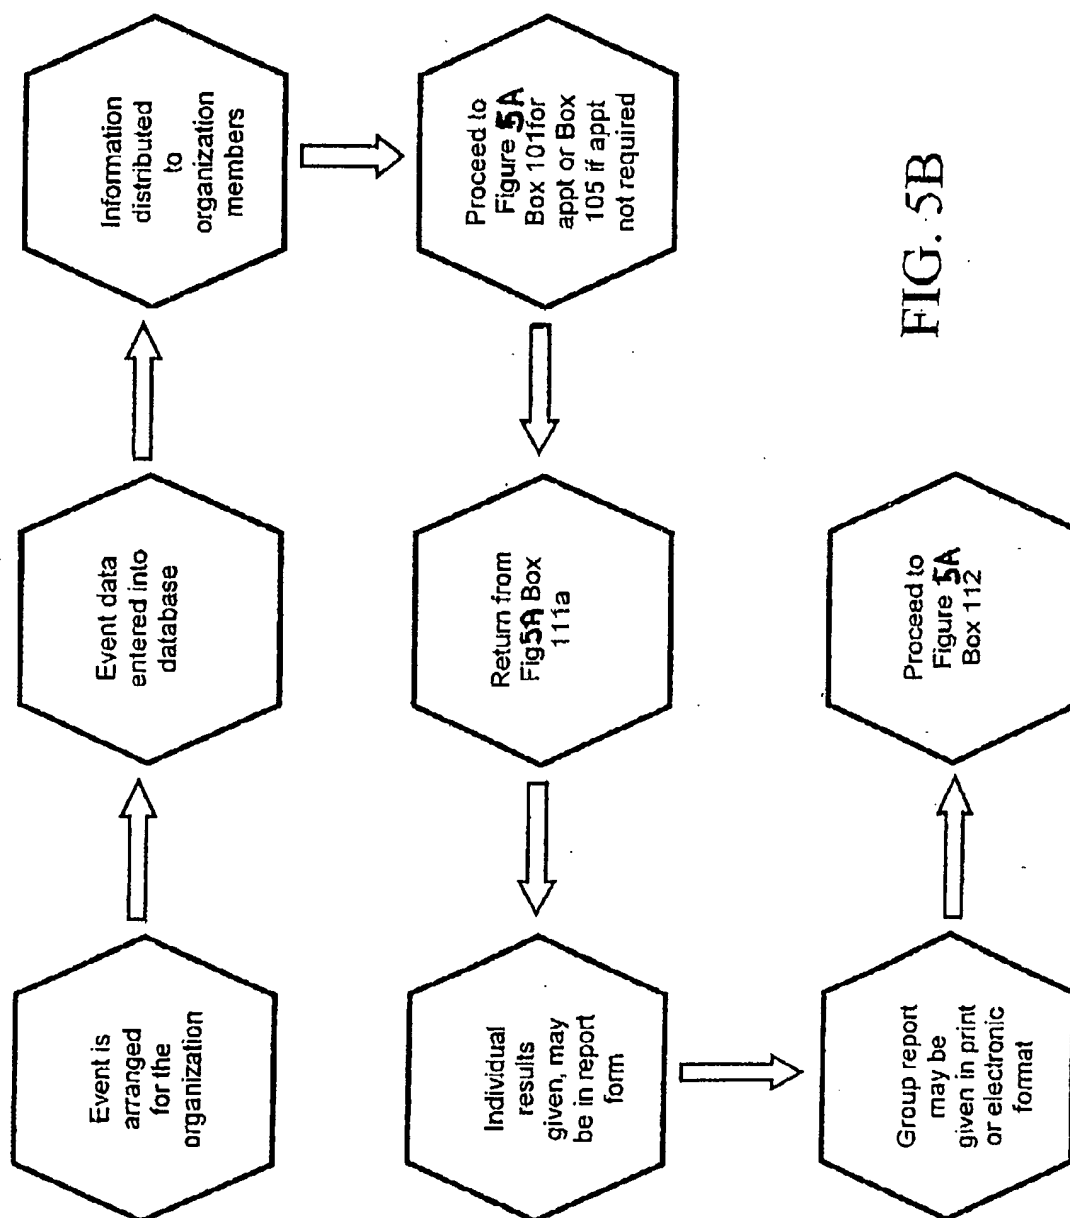 Event is
arranged
for the
organization
Event data
entered into
database
Information
distributed
to
organization
members
Proceed to
Figure 5A
Box 101for
appt or Box
105 if appt
not required
Return from
Fig5A Box
111a
Individual
results
given, may
be in report
form
Group report
may be
given in print
or electronic
format
Proceed to
Figure 5A
Box 112
FIG. 5B